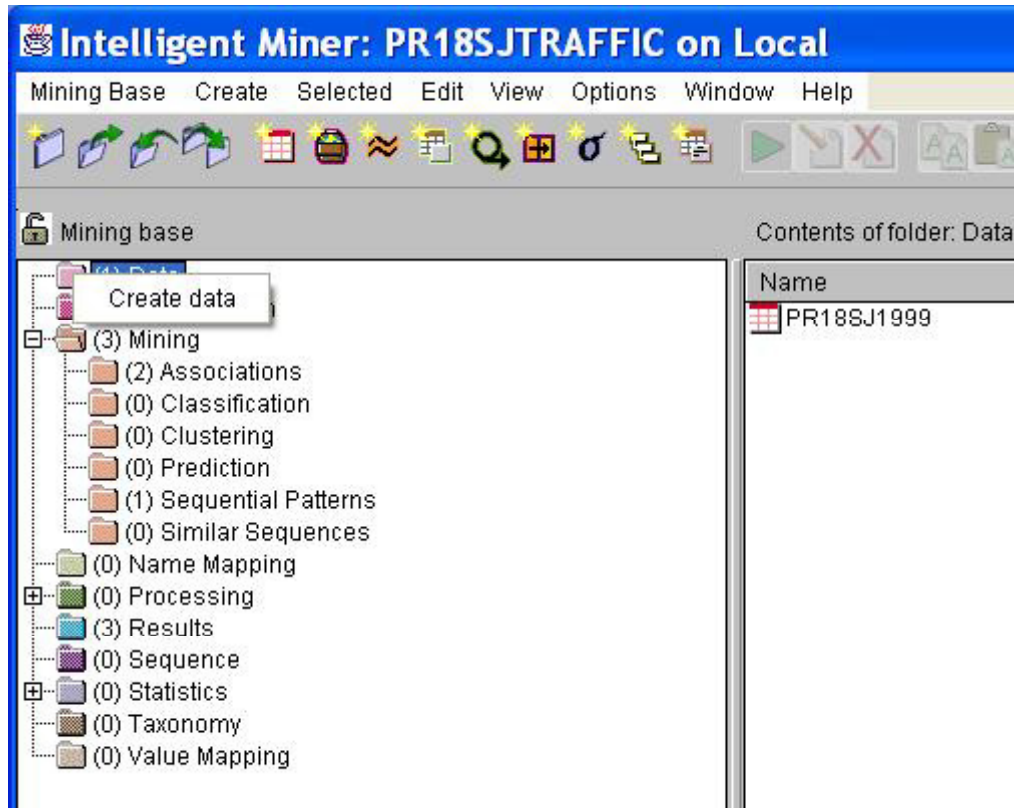 Intelligent Miner: PR18SJTRAFFIC on Local
Mining Base Create Selected Edit View Options Window Help
Mining base
Contents of folder: Data
(1) Data
Create data
Name
PR18SJ1999
(3) Mining
(2) Associations
(0) Classification
(0) Clustering
(0) Prediction
(1) Sequential Patterns
(0) Similar Sequences
(0) Name Mapping
(0) Processing
(3) Results
(0) Sequence
(0) Statistics
(0) Taxonomy
(0) Value Mapping